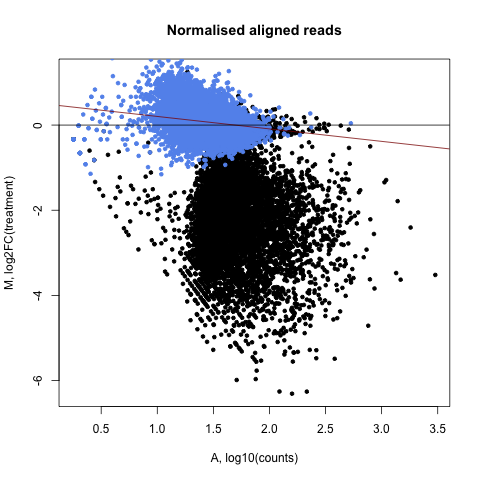 Normalised aligned reads
M, log2FC(treatment)
0
-2
-4
-6
0.5 1.0 1.5 2.0 2.5 3.0 3.5
A, log10(counts)